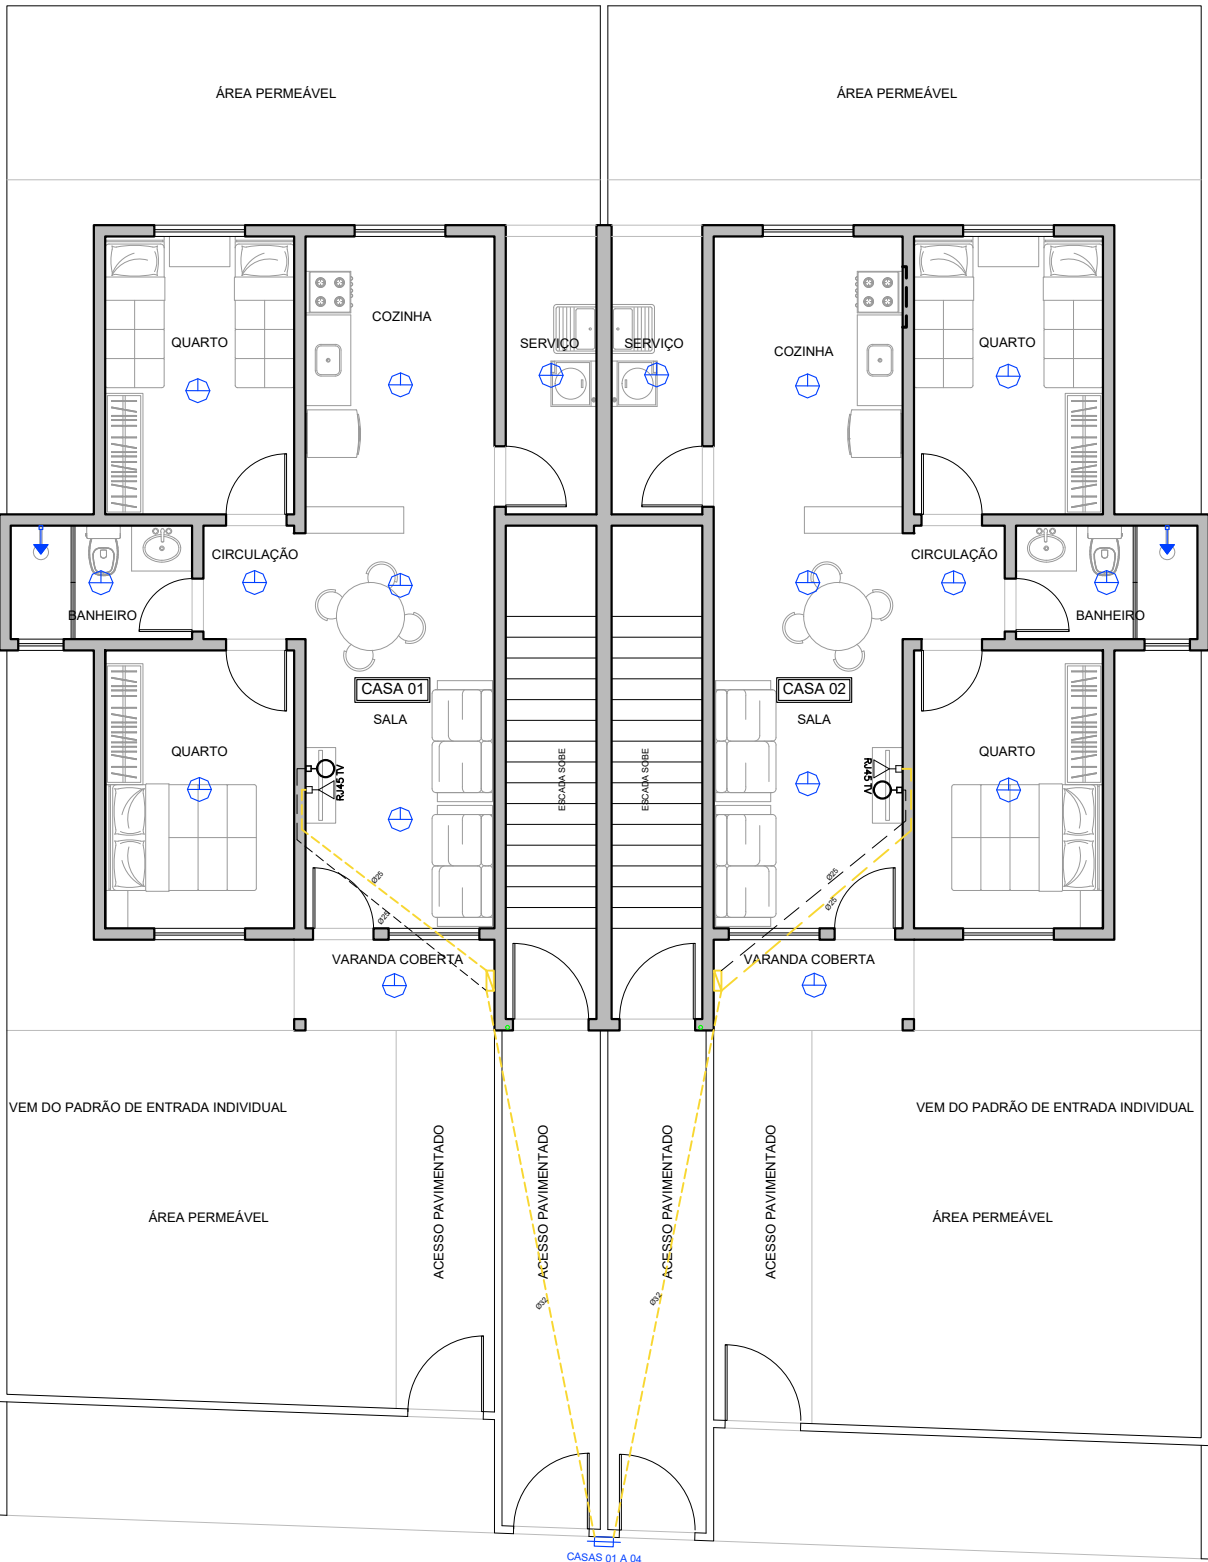 ÁREA PERMEÁVEL
ÁREA PERMEÁVEL
COZINHA
QUARTO
SERVIÇO
SERVIÇO
COZINHA
QUARTO
CIRCULAÇÃO
CIRCULAÇÃO
BANHEIRO
BANHEIRO
CASA 01
CASA 02
SALA
SALA
QUARTO
QUARTO
RJ45 TV
ESCADA SOBE
ESCADA SOBE
RJ45 TV
Ø25
Ø25
Ø25
Ø25
VARANDA COBERTA
VARANDA COBERTA
VEM DO PADRÃO DE ENTRADA INDIVIDUAL
VEM DO PADRÃO DE ENTRADA INDIVIDUAL
ACESSO PAVIMENTADO
ACESSO PAVIMENTADO
ACESSO PAVIMENTADO
ACESSO PAVIMENTADO
ÁREA PERMEÁVEL
ÁREA PERMEÁVEL
Ø32
Ø32
CASAS 01 A 04